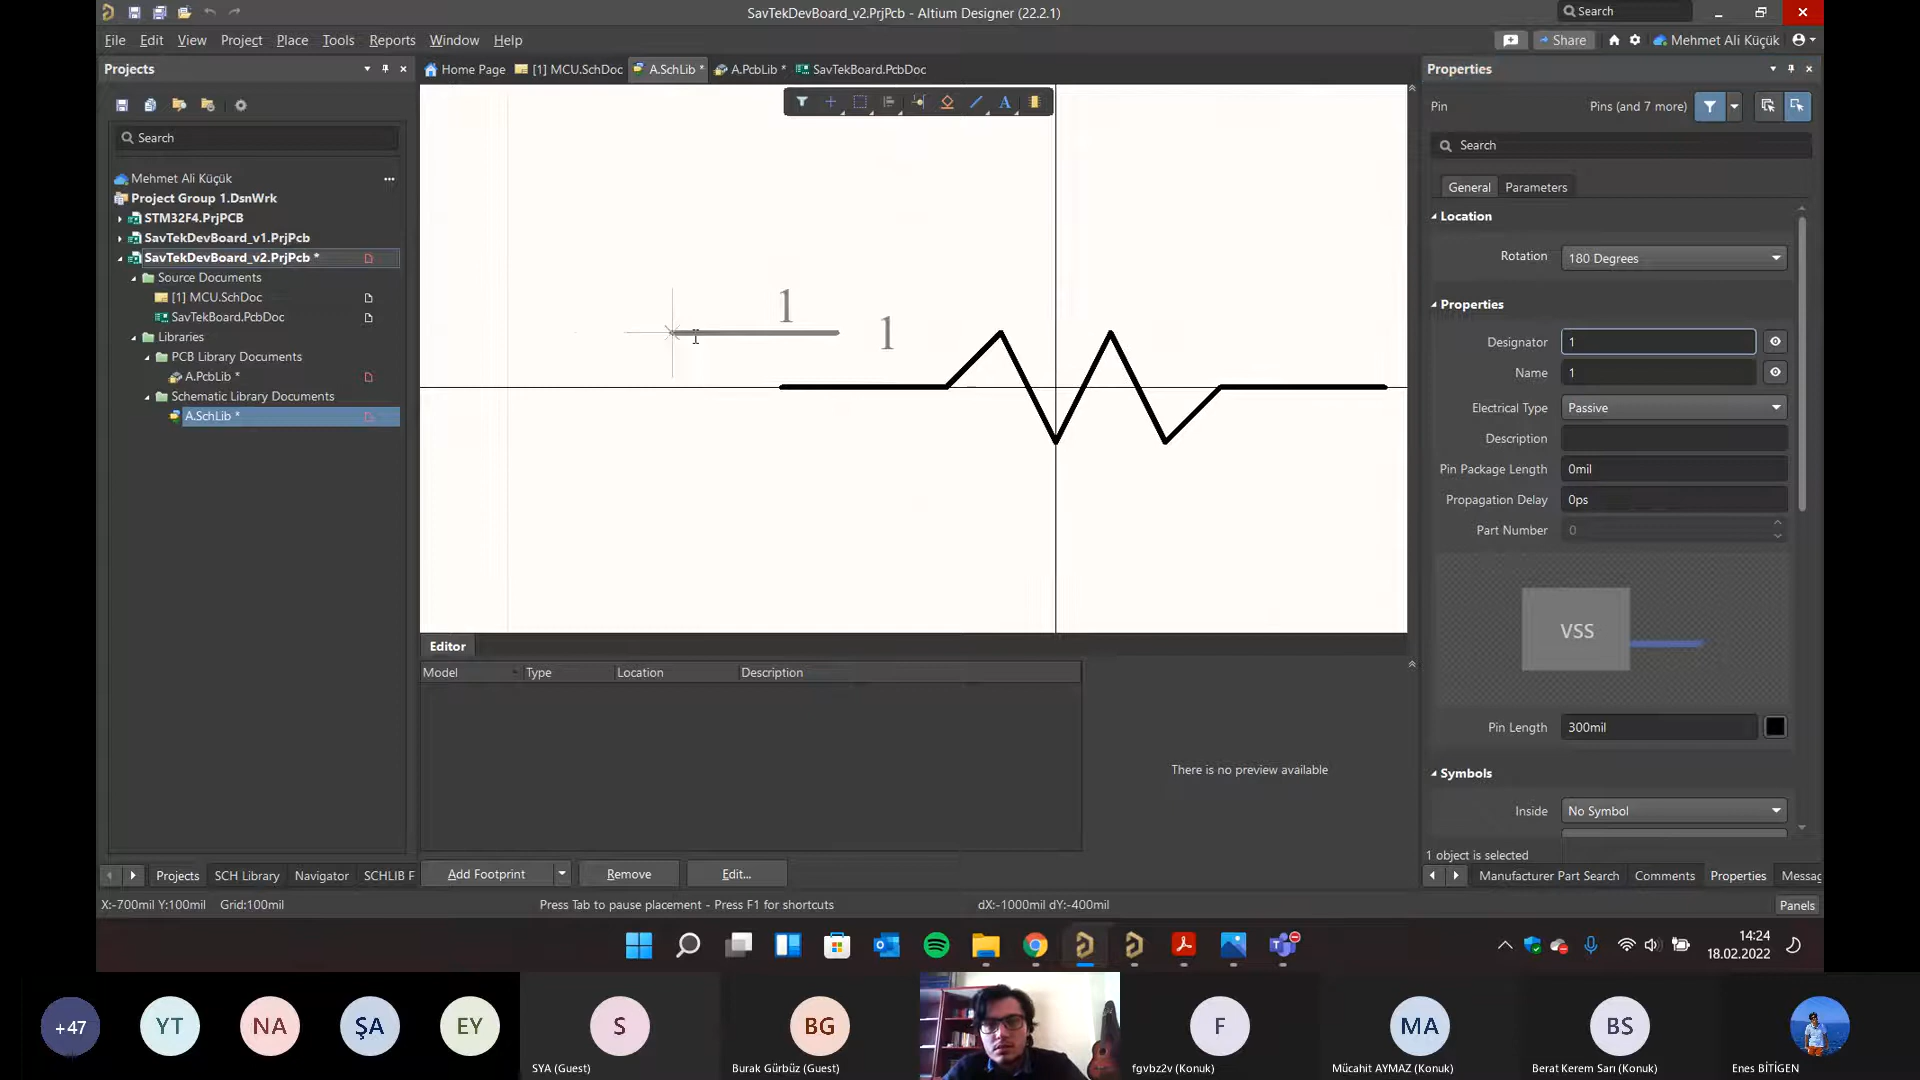 SavTekDevBoard_v2.PrjPcb - Altium Designer (22.2.1)
Search
File Edit View Project Place Tools Reports Window Help
Share
Mehmet Ali Küçük
Projects
Home Page
[1] MCU.SchDoc
A.SchLib *
A.PcbLib *
SavTekBoard.PcbDoc
Properties
Pin
Pins (and 7 more)
Search
Search
General
Parameters
Mehmet Ali Küçük
Project Group 1.DsnWrk
STM32F4.PrjPCB
SavTekDevBoard_v1.PrjPcb
SavTekDevBoard_v2.PrjPcb *
Source Documents
[1] MCU.SchDoc
SavTekBoard.PcbDoc
Libraries
PCB Library Documents
A.PcbLib *
Schematic Library Documents
A.SchLib *
1
1
Location
Rotation
180 Degrees
Properties
Designator
1
Name
1
Electrical Type
Passive
Description
Pin Package Length
0mil
Propagation Delay
0ps
Part Number
0
VSS
Pin Length
300mil
Symbols
Inside
No Symbol
1 object is selected
Editor
Model
Type
Location
Description
There is no preview available
Add Footprint
Remove
Edit...
Projects
SCH Library
Navigator
SCHLIB F
Manufacturer Part Search
Comments
Properties
Messag
X:-700mil Y:100mil
Grid:100mil
Press Tab to pause placement - Press F1 for shortcuts
dX:-1000mil dY:-400mil
Panels
14:24
18.02.2022
+47
YT
NA
ŞA
EY
S
BG
F
MA
BS
SYA (Guest)
Burak Gürbüz (Guest)
fgvbz2v (Konuk)
Mücahit AYMAZ (Konuk)
Berat Kerem Sarı (Konuk)
Enes BİTİGEN